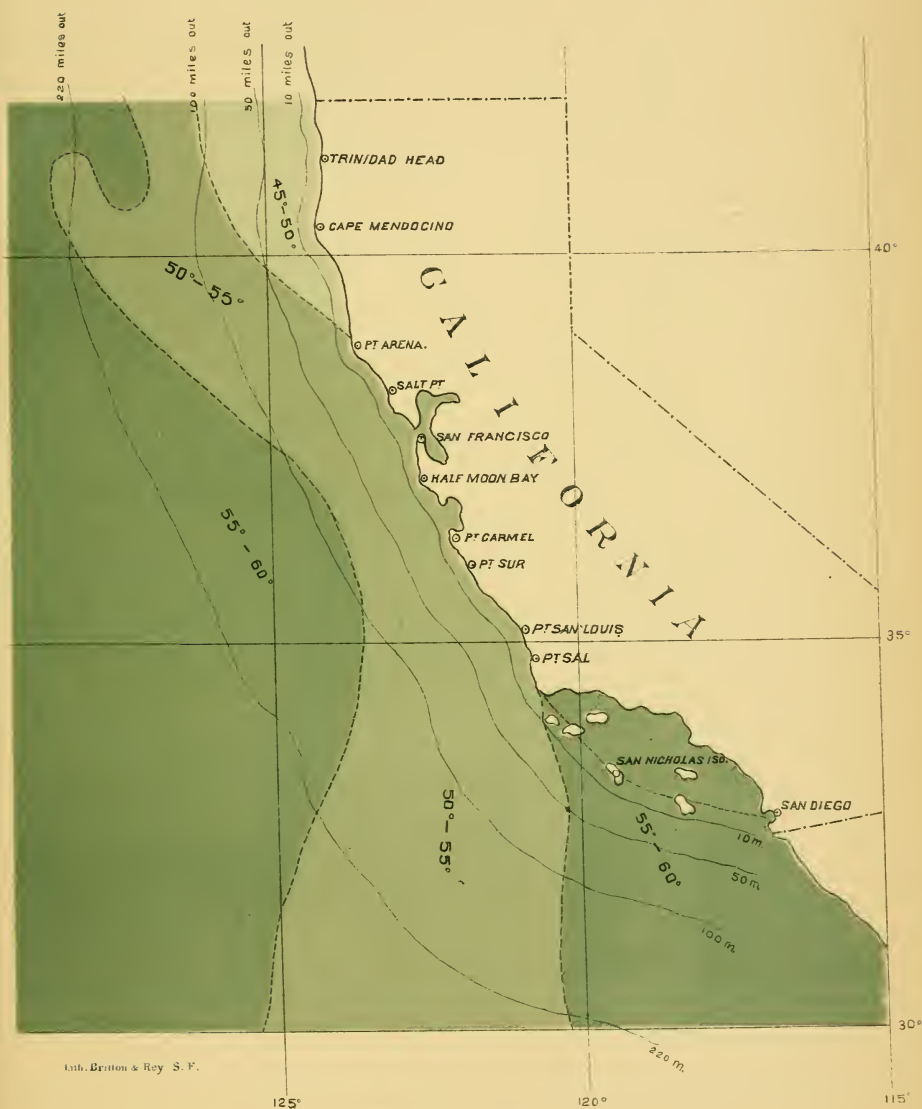 220 miles out
100 miles out
50 miles out
10 miles out
TRINIDAD HEAD
45°-50°
CAPE MENDOCINO
40°
50°-55°
CALIFORNIA
PT ARENA.
SALT PT
SAN FRANCISCO
HALF MOON BAY
55°-60°
PT CARMEL
PT SUR
PT SAN LOUIS
35°
PT SAL
SAN NICHOLAS ISD.
SAN DIEGO
50°-55°
55°-60°
10 m.
50 m.
100 m.
30°
220 m.
Lith. Britton & Rey S. F.
125°
120°
115°